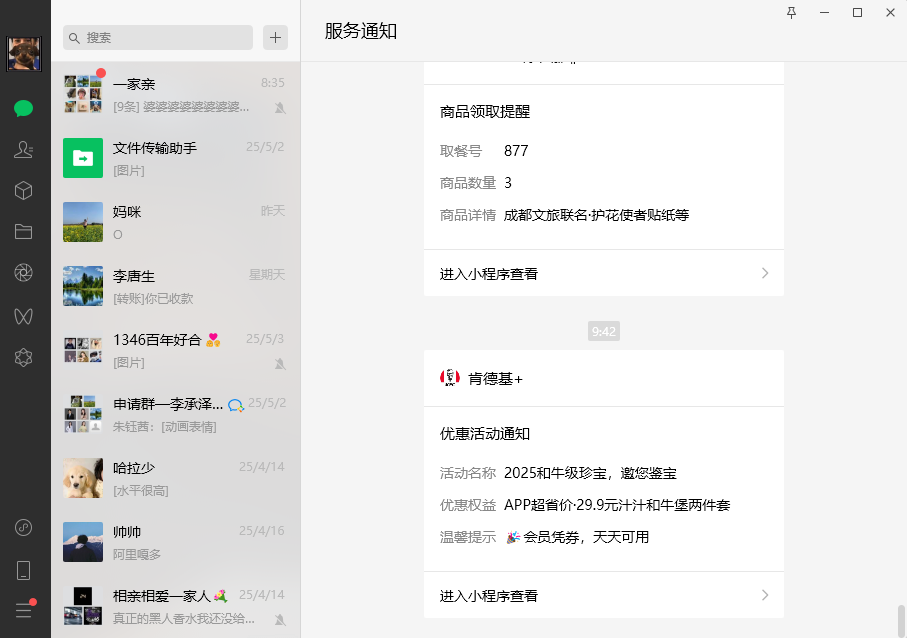 搜索
一家亲 8:35
[9条] 婆婆婆婆婆婆婆婆...
文件传输助手 25/5/2
[图片]
妈咪 昨天
O
李唐生 星期天
[转账]你已收款
1346百年好合 25/5/3
[图片]
申请群—李承泽... 25/5/2
朱钰茜：[动画表情]
哈拉少 25/4/14
[水平很高]
帅帅 25/4/16
阿里嘎多
相亲相爱一家人 25/4/14
真正的黑人香水我还没给...
服务通知
商品领取提醒
取餐号 877
商品数量 3
商品详情 成都文旅联名·护花使者贴纸等
进入小程序查看
9:42
肯德基+
优惠活动通知
活动名称 2025和牛级珍宝，邀您鉴宝
优惠权益 APP超省价·29.9元汁汁和牛堡两件套
温馨提示 🎉会员凭券，天天可用
进入小程序查看